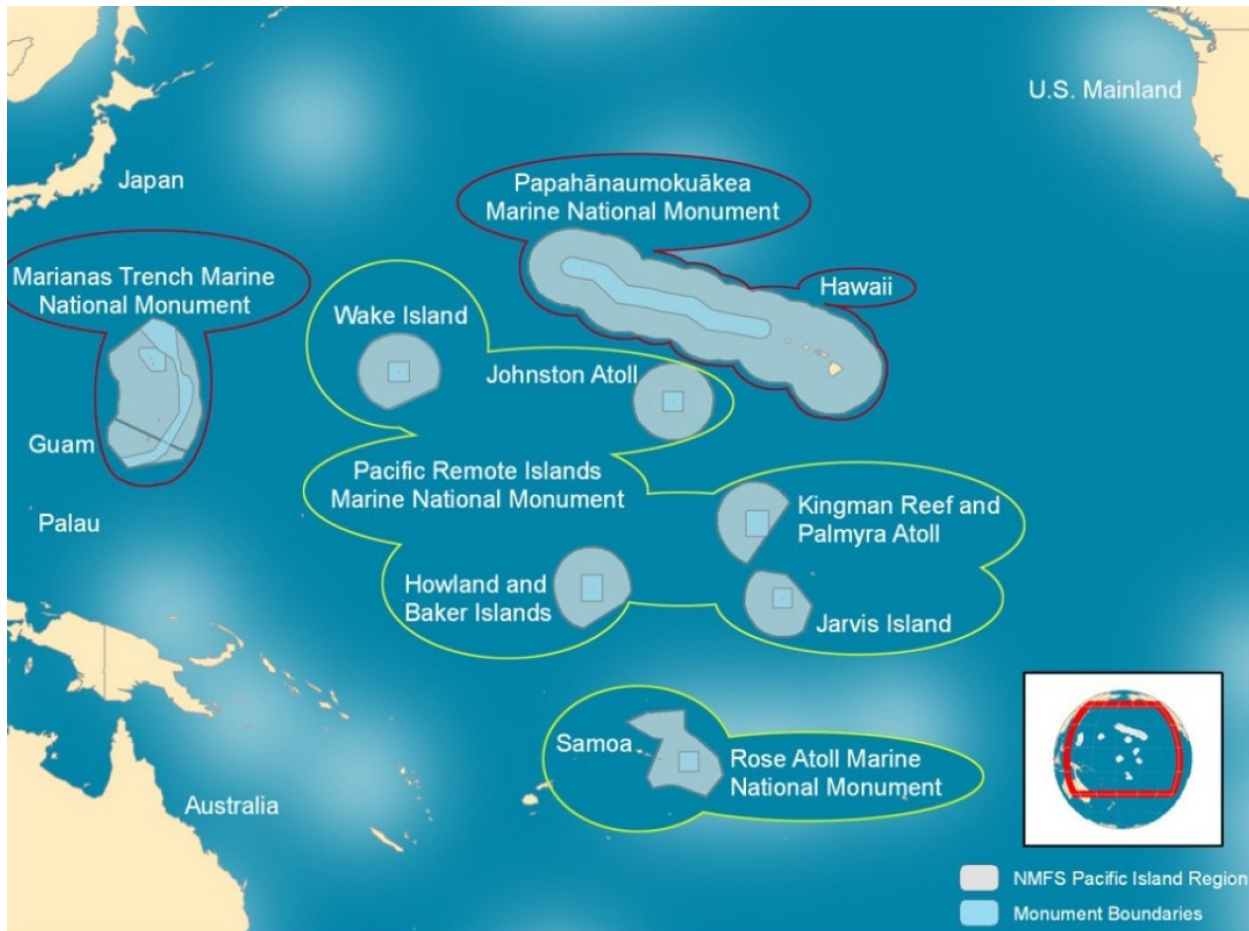 U.S. Mainland
Japan
Papahānaumokuākea
Marine National Monument
Marianas Trench Marine
National Monument
Hawaii
Wake Island
Johnston Atoll
Guam
Pacific Remote Islands
Marine National Monument
Kingman Reef and
Palmyra Atoll
Palau
Howland and
Baker Islands
Jarvis Island
Samoa
Rose Atoll Marine
National Monument
Australia
NMFS Pacific Island Region
Monument Boundaries